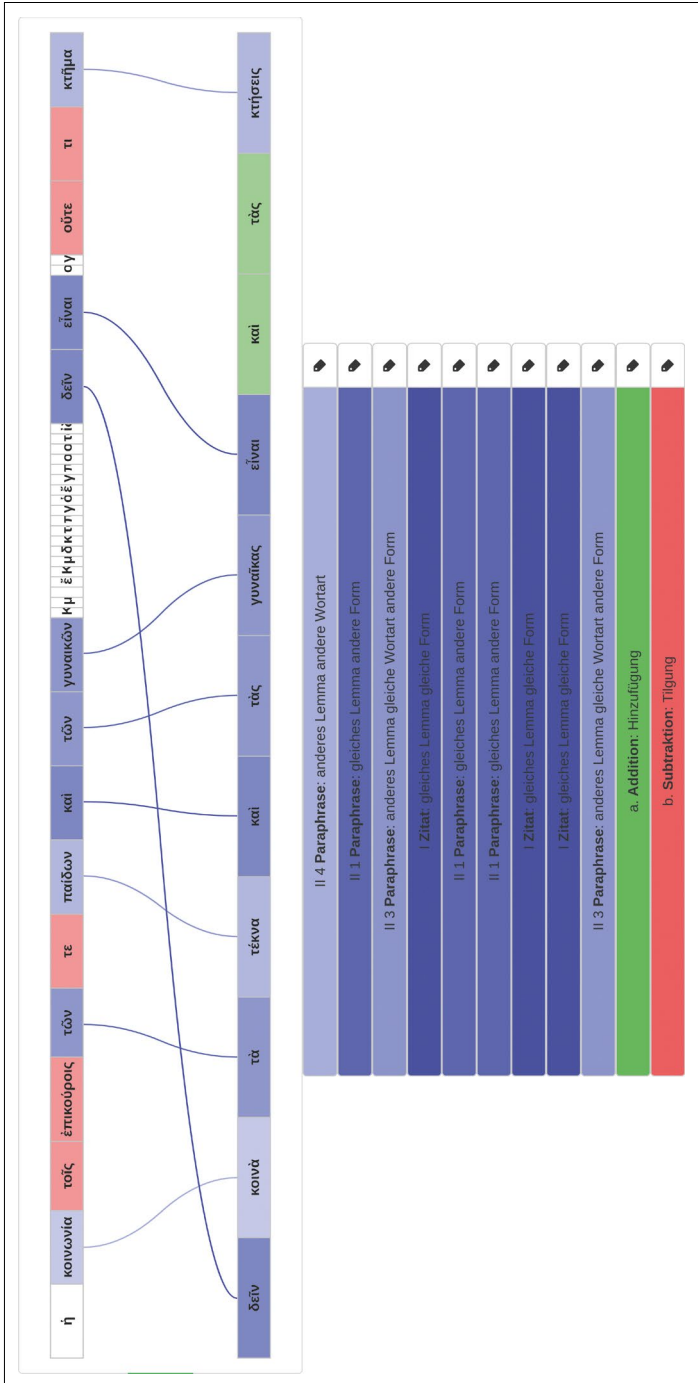 ἡ κοινωνία τοῖς ἐπικούροις τῶν τε παίδων καὶ τῶν γυναικῶν δεῖν εἶναι ογ οὔτε τι κτῆμα
δεῖν κοινὰ τὰ τέκνα καὶ τὰς γυναῖκας εἶναι καὶ τὰς κτήσεις
II 4 Paraphrase: anderes Lemma andere Wortart
II 1 Paraphrase: gleiches Lemma andere Form
II 3 Paraphrase: anderes Lemma gleiche Wortart andere Form
I Zitat: gleiches Lemma gleiche Form
II 1 Paraphrase: gleiches Lemma andere Form
II 1 Paraphrase: gleiches Lemma andere Form
I Zitat: gleiches Lemma gleiche Form
I Zitat: gleiches Lemma gleiche Form
II 3 Paraphrase: anderes Lemma gleiche Wortart andere Form
a. Addition: Hinzufügung
b. Subtraktion: Tilgung